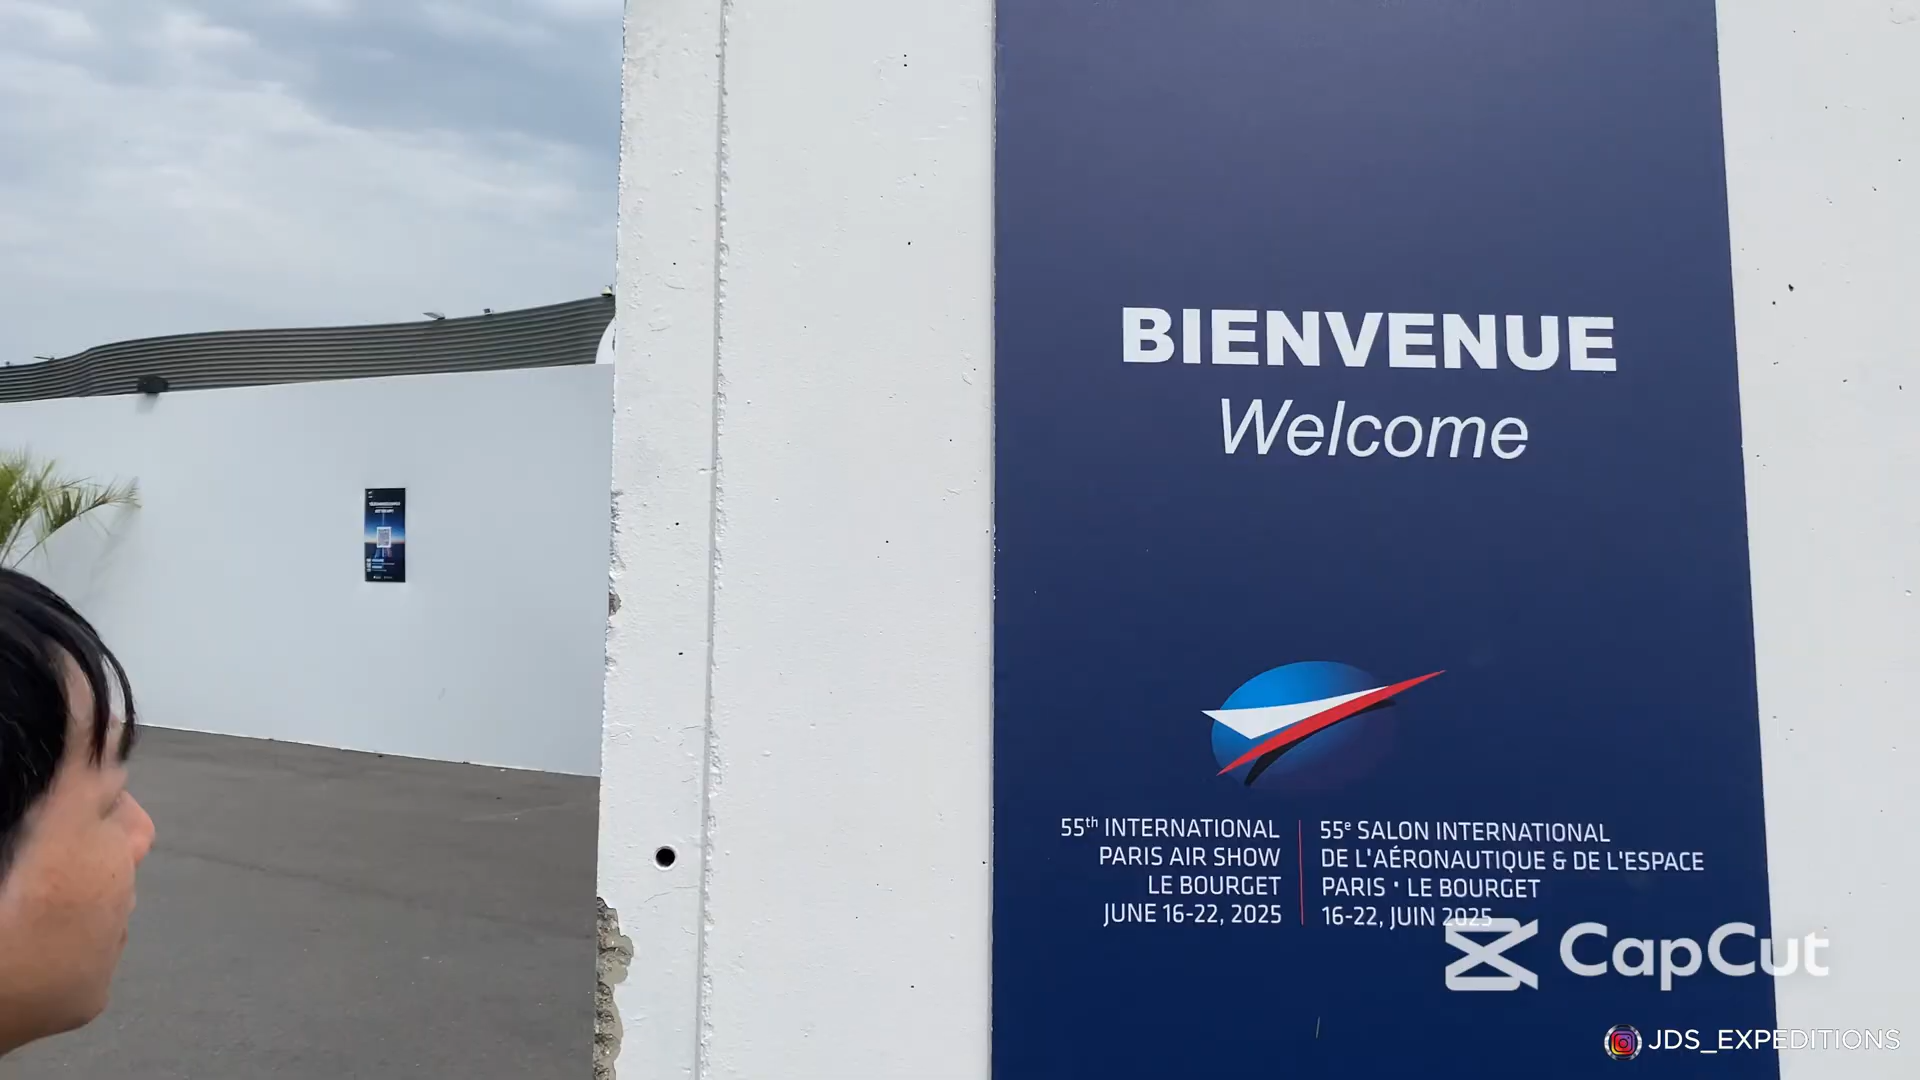 BIENVENUE
Welcome
55th INTERNATIONAL
PARIS AIR SHOW
LE BOURGET
JUNE 16-22, 2025
55e SALON INTERNATIONAL
DE L'AÉRONAUTIQUE & DE L'ESPACE
PARIS • LE BOURGET
16-22, JUIN 2025
CapCut
JDS_EXPEDITIONS